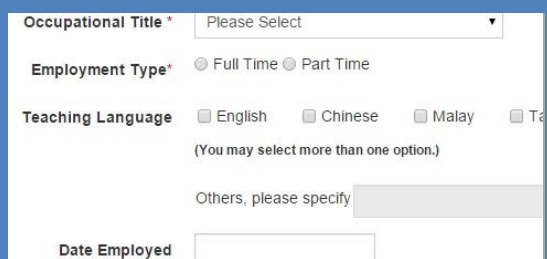 Occupational Title * Please Select
Employment Type* Full Time Part Time
Teaching Language English Chinese Malay
(You may select more than one option.)
Others, please specify
Date Employed